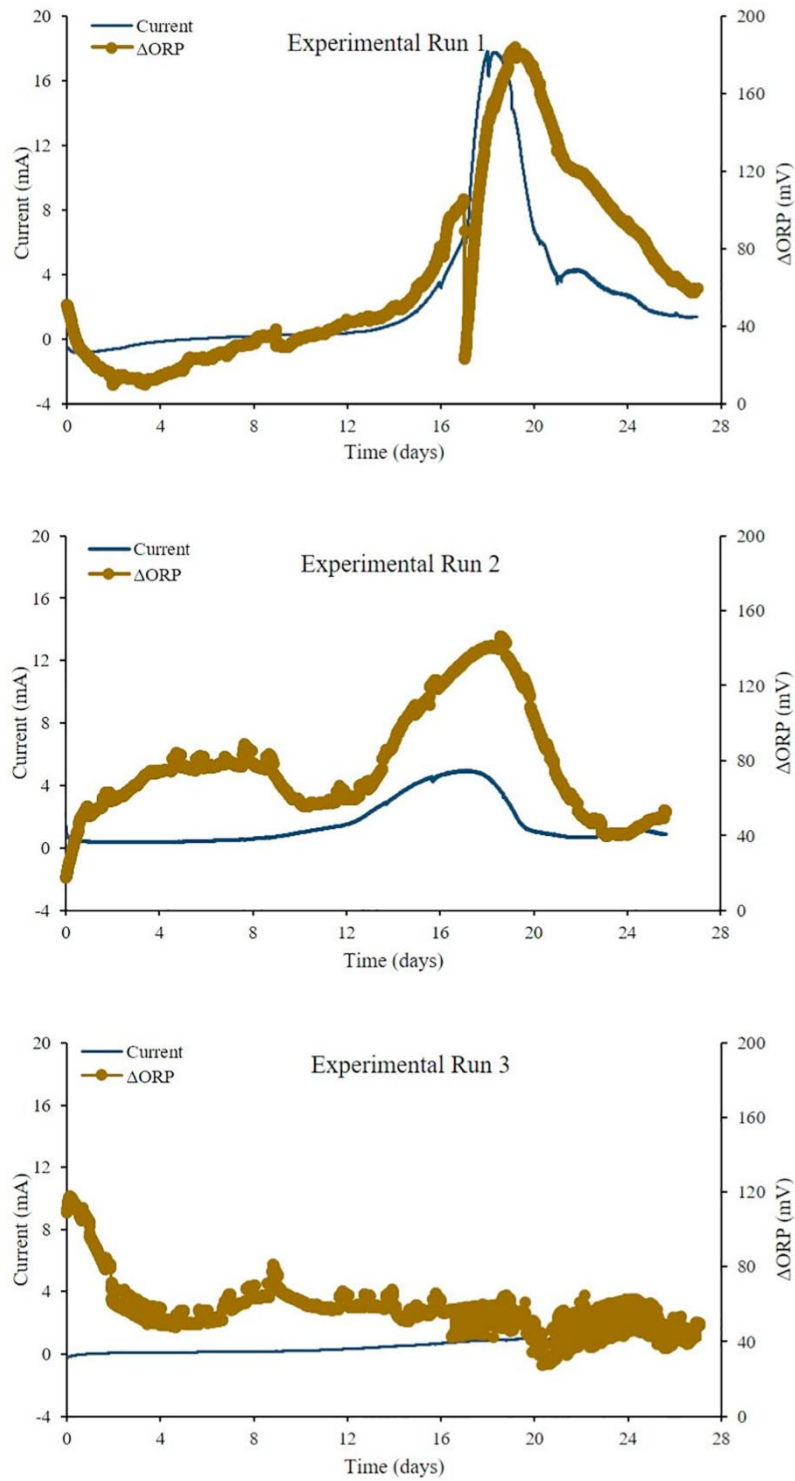 Experimental Run 1
Current
ΔORP
20
16
12
8
4
0
-4
Current (mA)
200
160
120
80
40
0
ΔORP (mV)
0 4 8 12 16 20 24 28
Time (days)
Experimental Run 2
Current
ΔORP
20
16
12
8
4
0
-4
Current (mA)
200
160
120
80
40
0
ΔORP (mV)
0 4 8 12 16 20 24 28
Time (days)
Experimental Run 3
Current
ΔORP
20
16
12
8
4
0
-4
Current (mA)
200
160
120
80
40
0
ΔORP (mV)
0 4 8 12 16 20 24 28
Time (days)